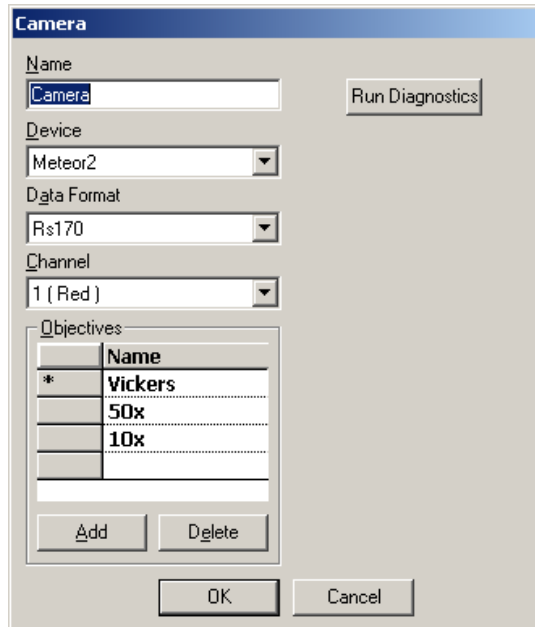 Camera
Name
Camera
Run Diagnostics
Device
Meteor2
Data Format
Rs170
Channel
1 ( Red )
Objectives
Name
* Vickers
50x
10x
Add Delete
OK Cancel